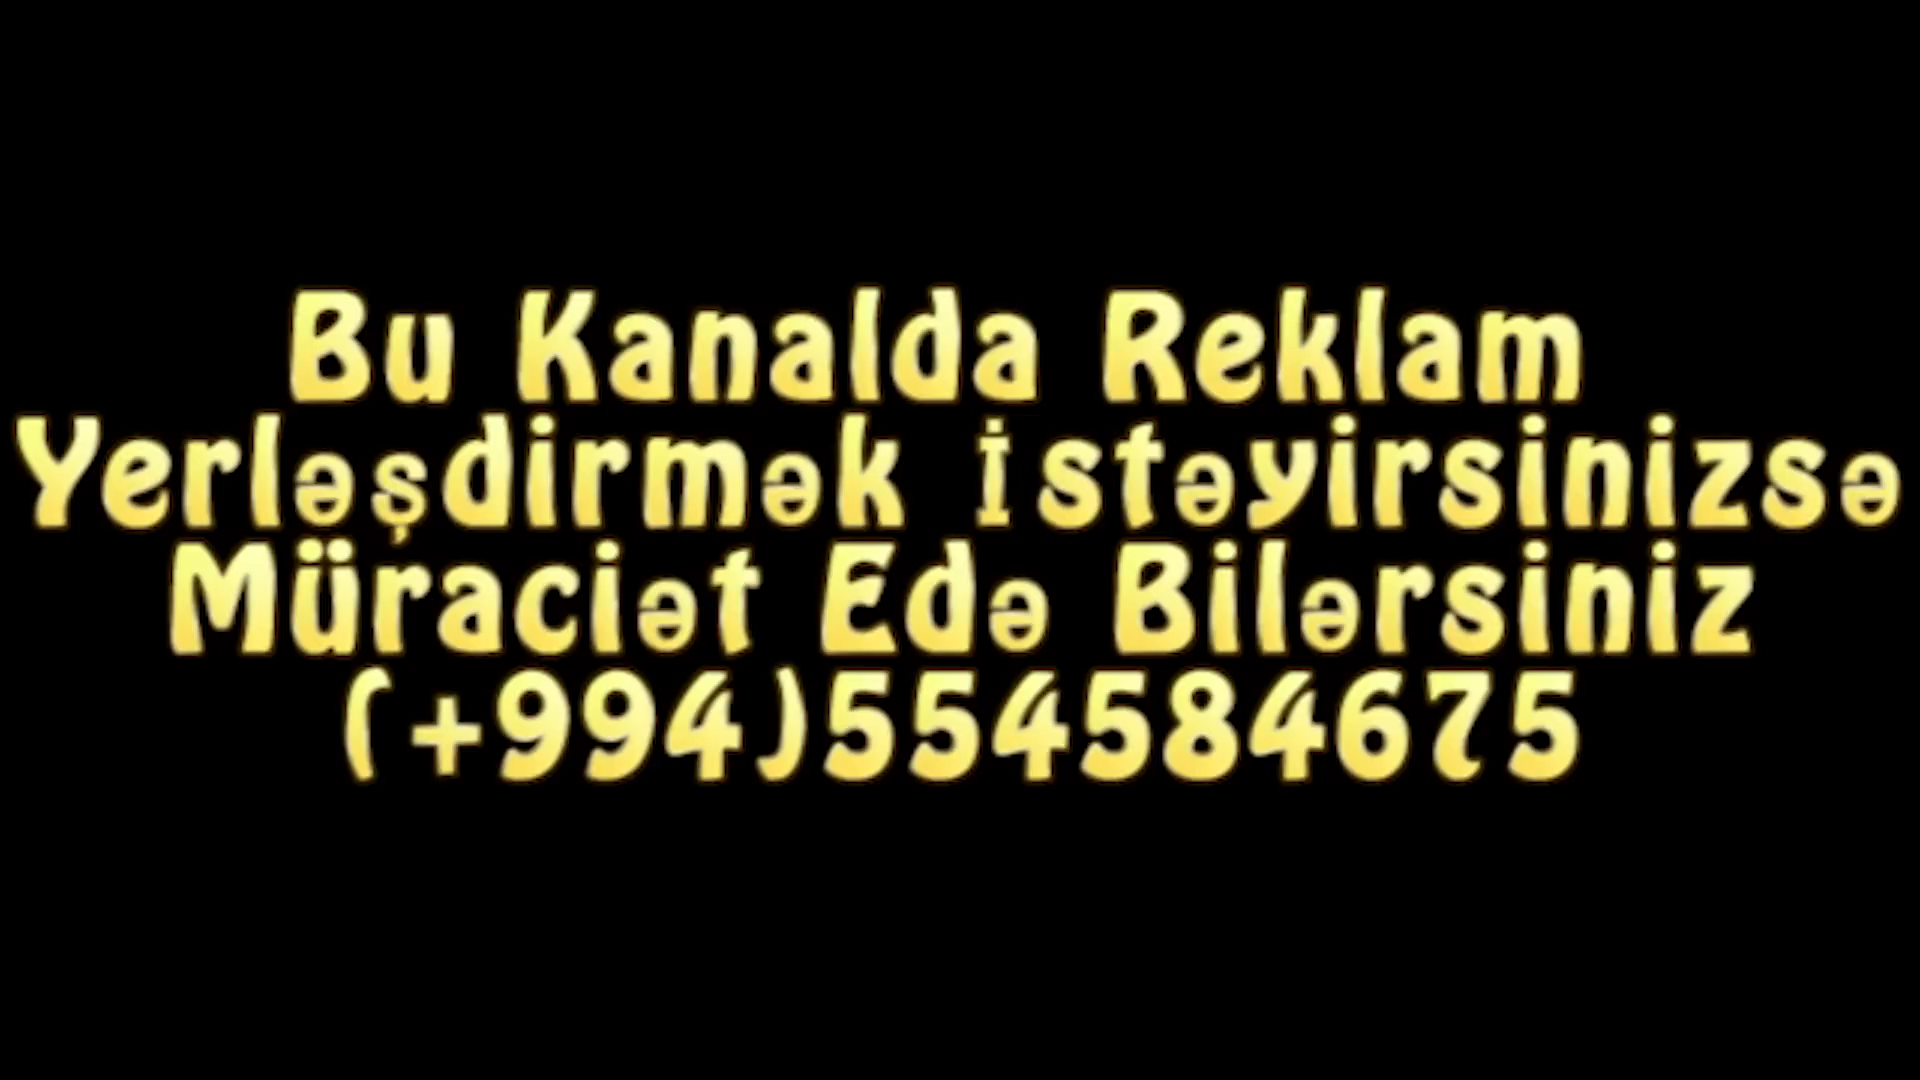 Bu Kanalda Reklam
Yerləşdirmək İstəyirsinizsə
Müraciət Edə Bilərsiniz
(+994)554584675